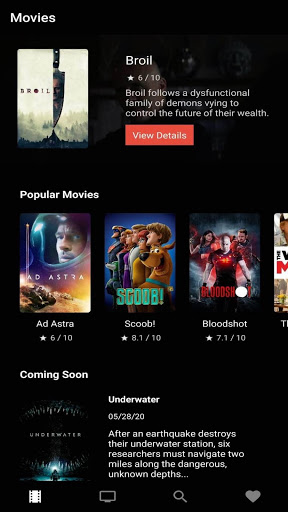 Movies
BROIL
Broil
★ 6 / 10
Broil follows a dysfunctional
family of demons vying to
control the future of their wealth.
View Details
Popular Movies
AD ASTRA
SCOOB!
BLOODSHOT
Ad Astra
Scoob!
Bloodshot
★ 6 / 10
★ 8.1 / 10
★ 7.1 / 10
Coming Soon
UNDERWATER
Underwater
05/28/20
After an earthquake destroys
their underwater station, six
researchers must navigate two
miles along the dangerous,
unknown depths...